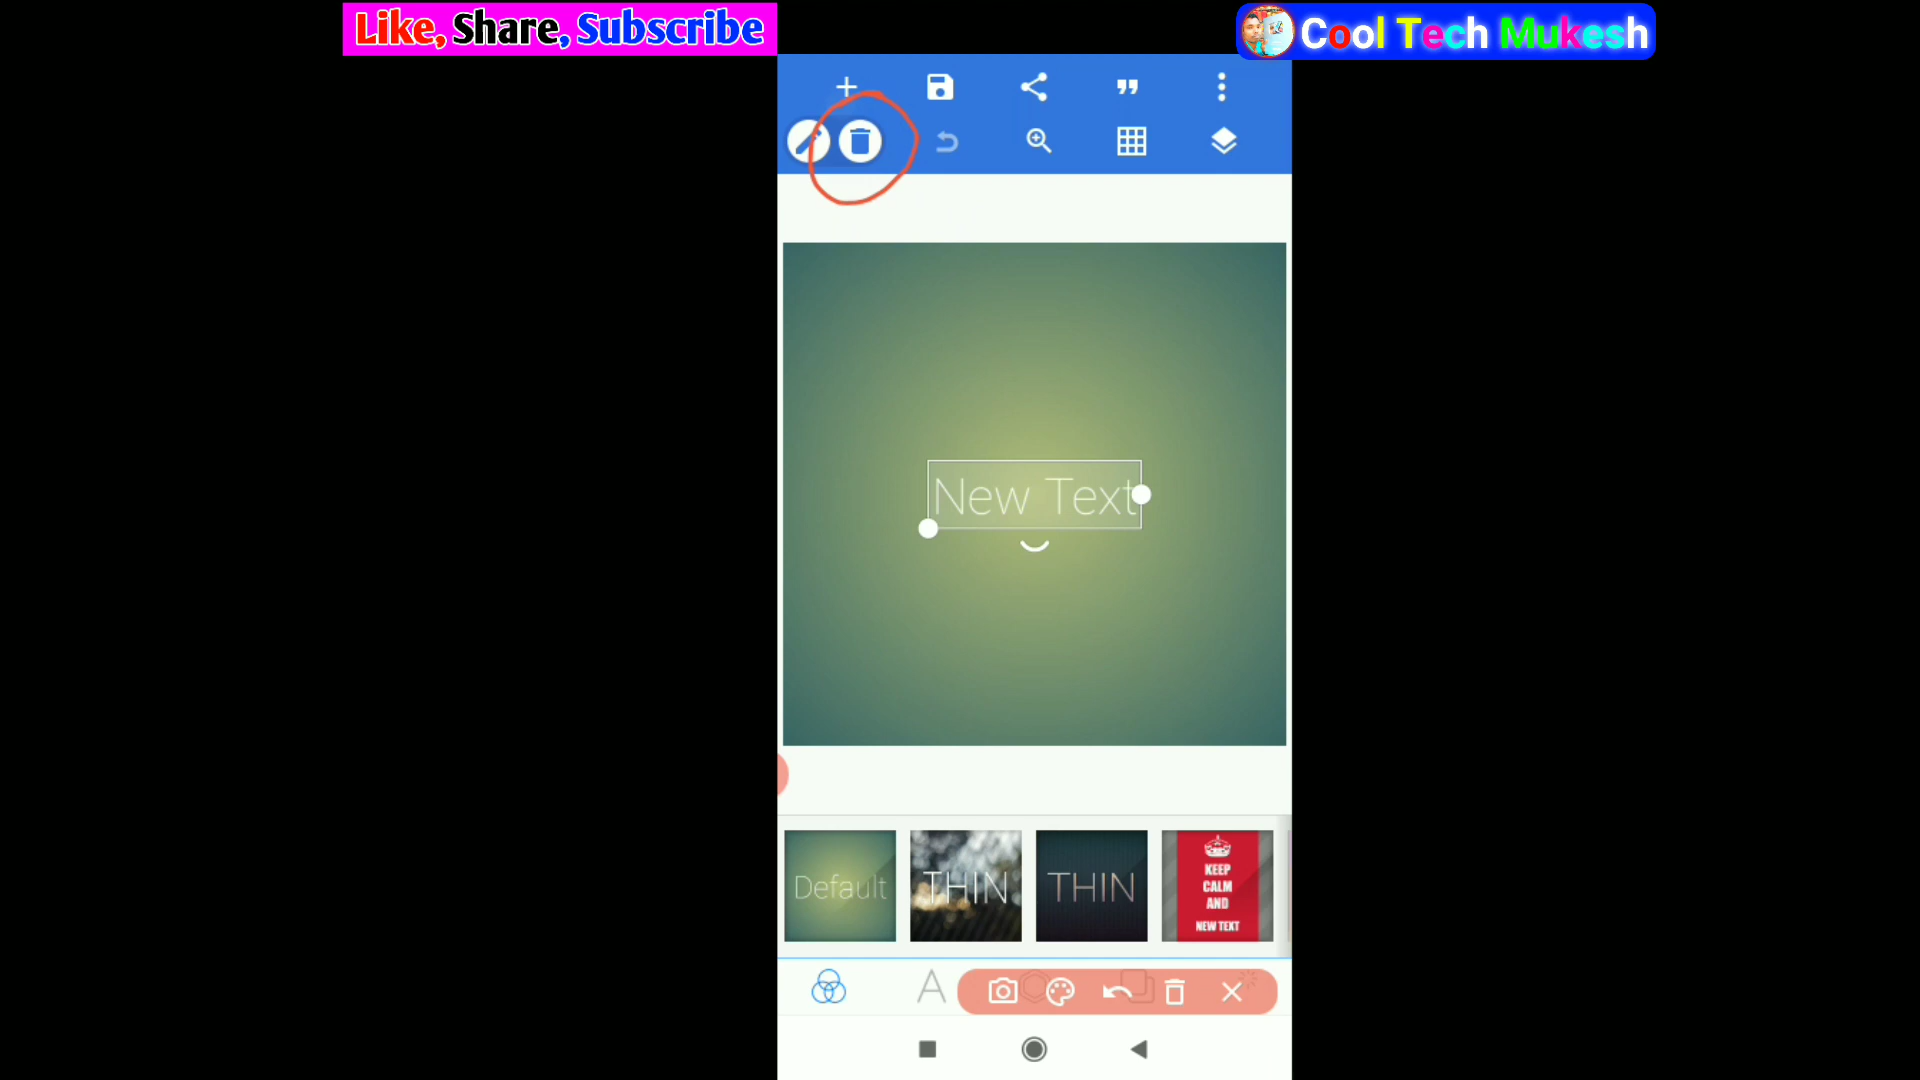 Like, Share, Subscribe
Cool Tech Mukesh
New Text
Default
THIN
THIN
KEEP
CALM
AND
NEW TEXT
A